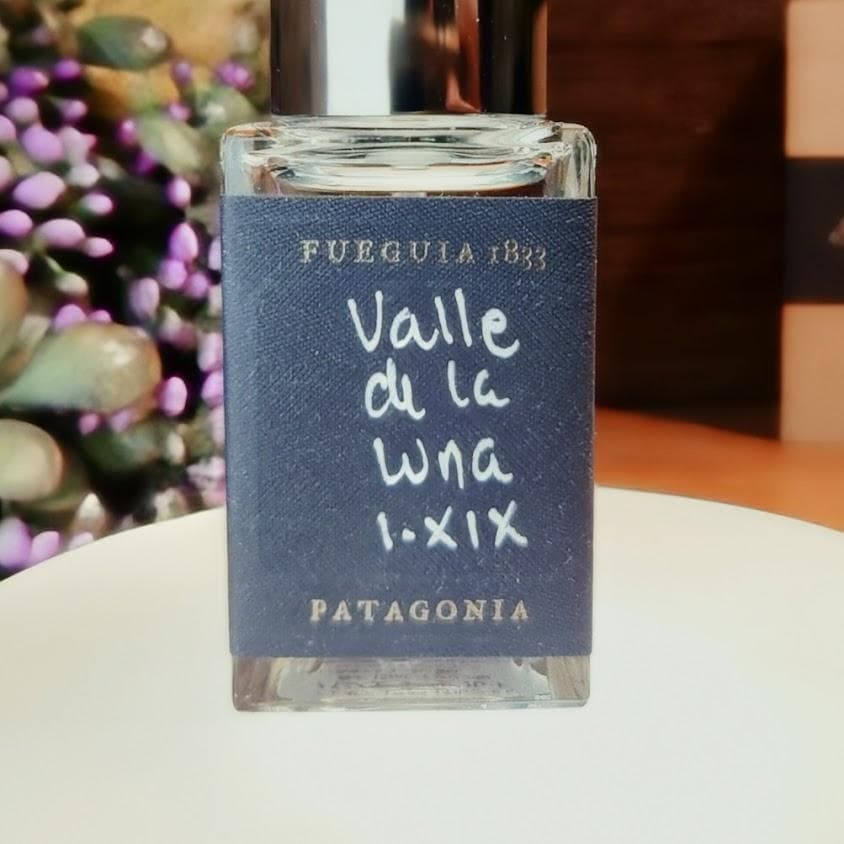 FUEGUIA 1833
Valle
de la
Luna
1.XIX
PATAGONIA